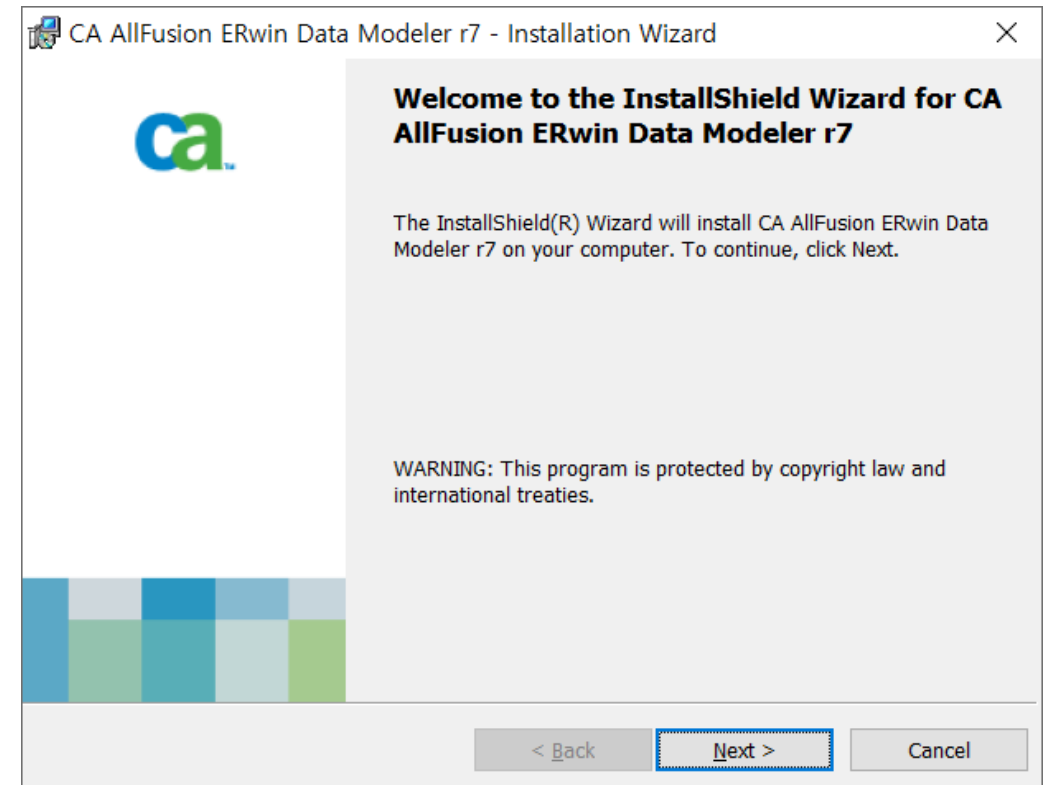 CA AllFusion ERwin Data Modeler r7 - Installation Wizard
ca
TM
Welcome to the InstallShield Wizard for CA
AllFusion ERwin Data Modeler r7
The InstallShield(R) Wizard will install CA AllFusion ERwin Data
Modeler r7 on your computer. To continue, click Next.
WARNING: This program is protected by copyright law and
international treaties.
< Back
Next >
Cancel